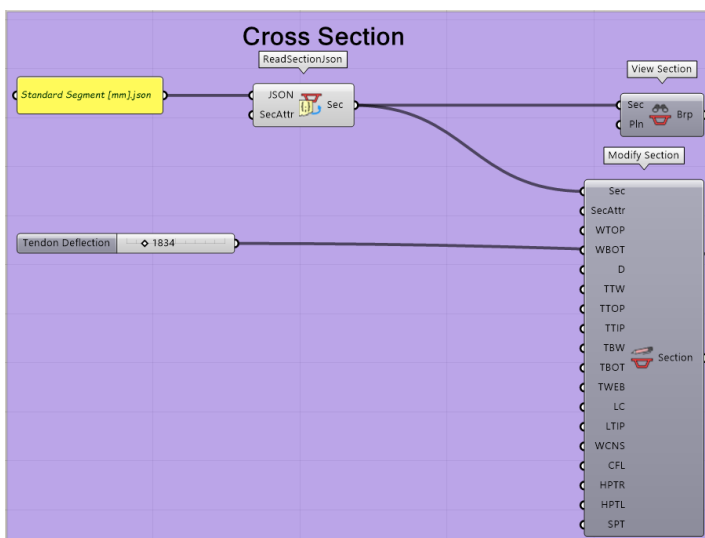 Cross Section
ReadSectionJson
View Section
Standard Segment [mm].json
JSON
Sec
SecAttr
Sec
Brp
Pln
Modify Section
Sec
SecAttr
WTOP
Tendon Deflection
1834
WBOT
D
TTW
TTOP
TTIP
TBW
Section
TBOT
TWEB
LC
LTIP
WCNS
CFL
HPTR
HPTL
SPT